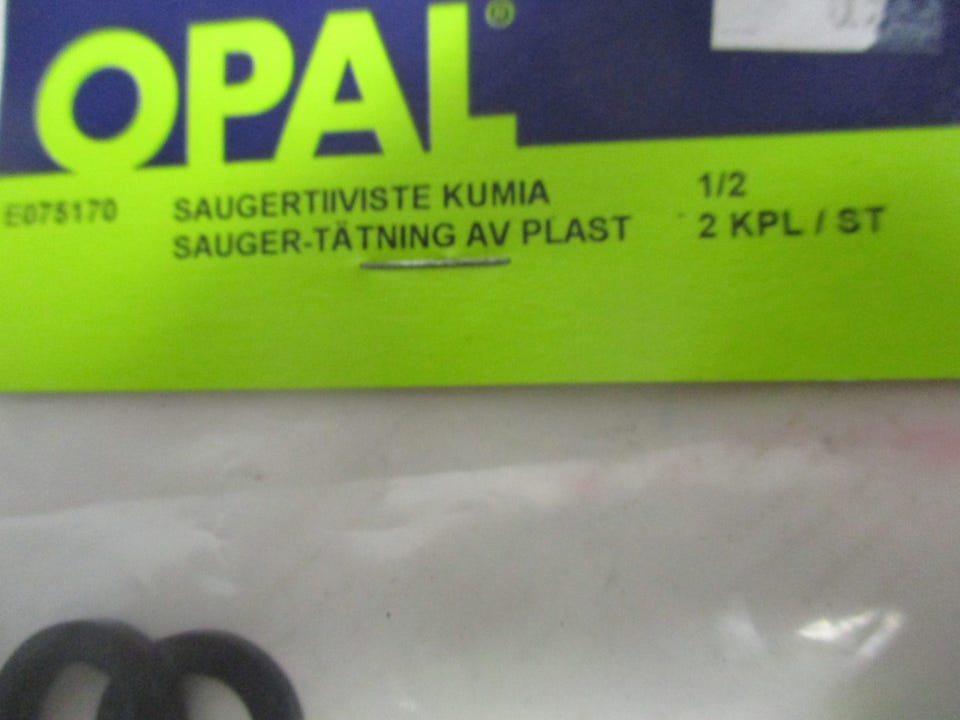 OPAL®
E075170 SAUGERTIIVISTE KUMIA 1/2
SAUGER-TÄTNING AV PLAST 2 KPL / ST